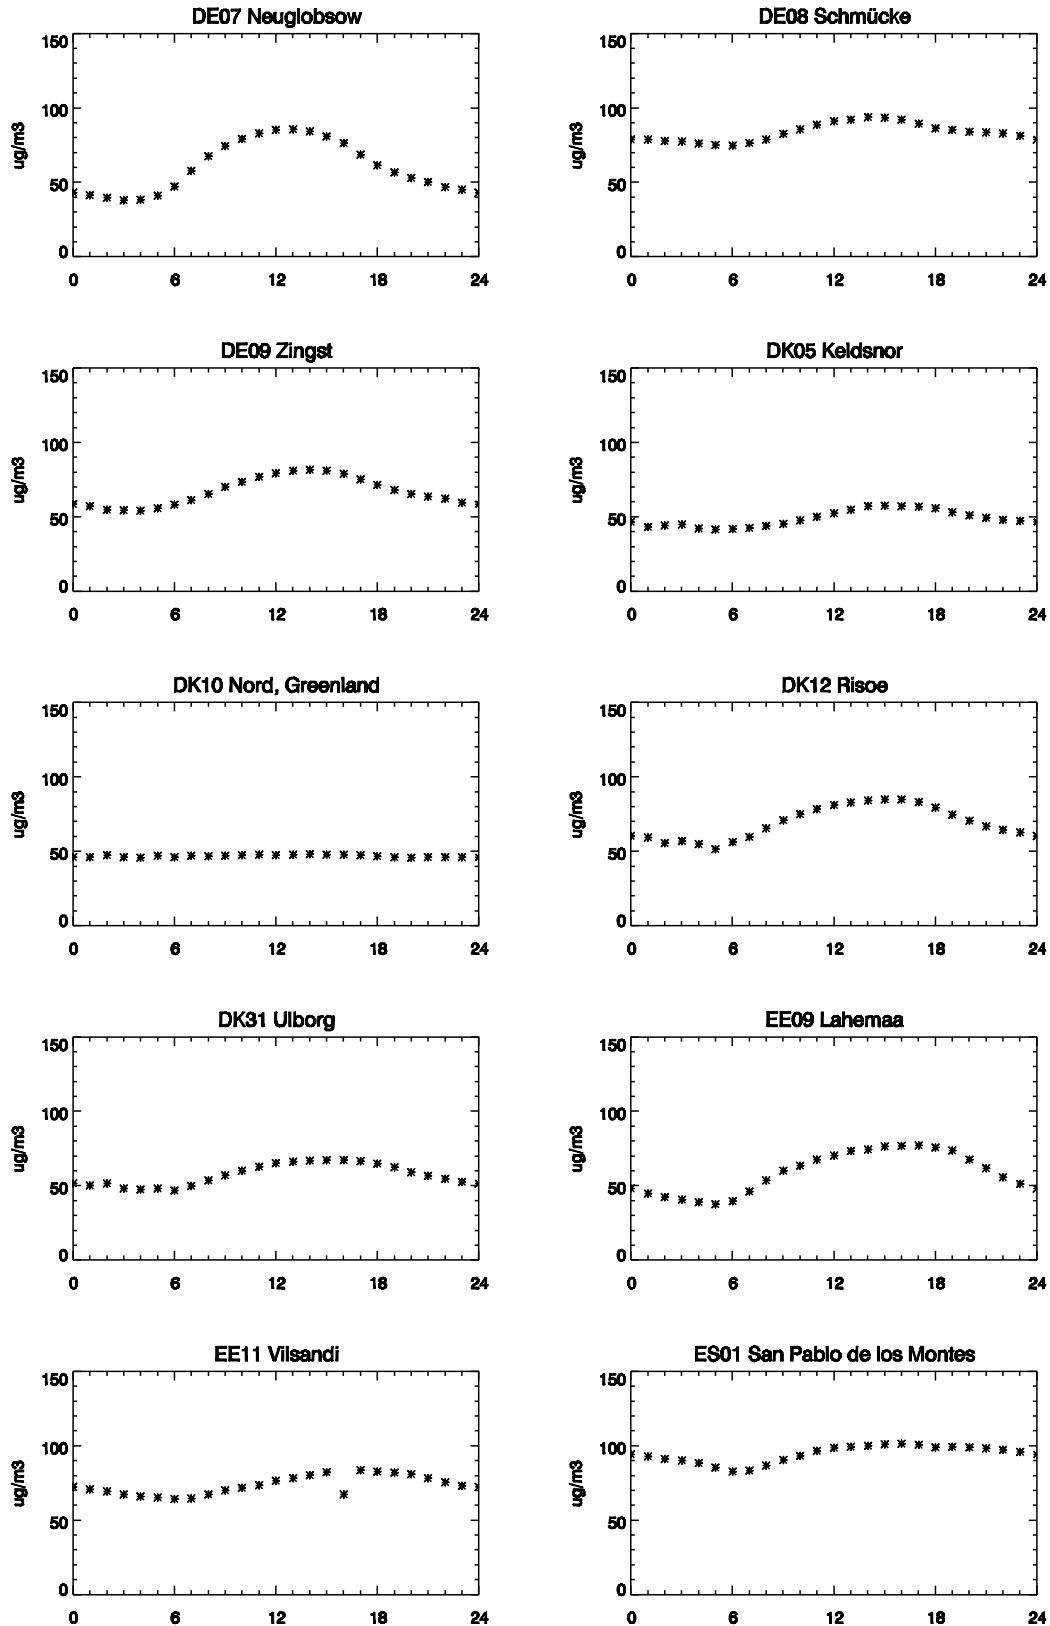 DE07 Neuglobsow
150
100
50
0
ug/m3
0 6 12 18 24
DE08 Schmücke
150
100
50
0
ug/m3
0 6 12 18 24
DE09 Zingst
150
100
50
0
ug/m3
0 6 12 18 24
DK05 Keldsnor
150
100
50
0
ug/m3
0 6 12 18 24
DK10 Nord, Greenland
150
100
50
0
ug/m3
0 6 12 18 24
DK12 Risoe
150
100
50
0
ug/m3
0 6 12 18 24
DK31 Ulborg
150
100
50
0
ug/m3
0 6 12 18 24
EE09 Lahemaa
150
100
50
0
ug/m3
0 6 12 18 24
EE11 Vilsandi
150
100
50
0
ug/m3
0 6 12 18 24
ES01 San Pablo de los Montes
150
100
50
0
ug/m3
0 6 12 18 24